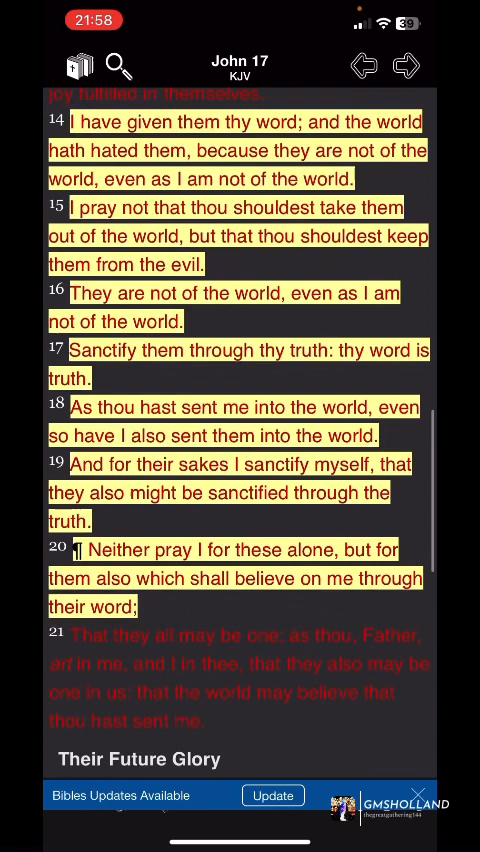 21:58
39
John 17
KJV
joy fulfilled in themselves.
14 I have given them thy word; and the world
hath hated them, because they are not of the
world, even as I am not of the world.
15 I pray not that thou shouldest take them
out of the world, but that thou shouldest keep
them from the evil.
16 They are not of the world, even as I am
not of the world.
17 Sanctify them through thy truth: thy word is
truth.
18 As thou hast sent me into the world, even
so have I also sent them into the world.
19 And for their sakes I sanctify myself, that
they also might be sanctified through the
truth.
20 ¶ Neither pray I for these alone, but for
them also which shall believe on me through
their word;
21 That they all may be one; as thou, Father,
art in me, and I in thee, that they also may be
one in us: that the world may believe that
thou hast sent me.
Their Future Glory
Bibles Updates Available
Update
GMSHOLLAND
thegreatgathering144